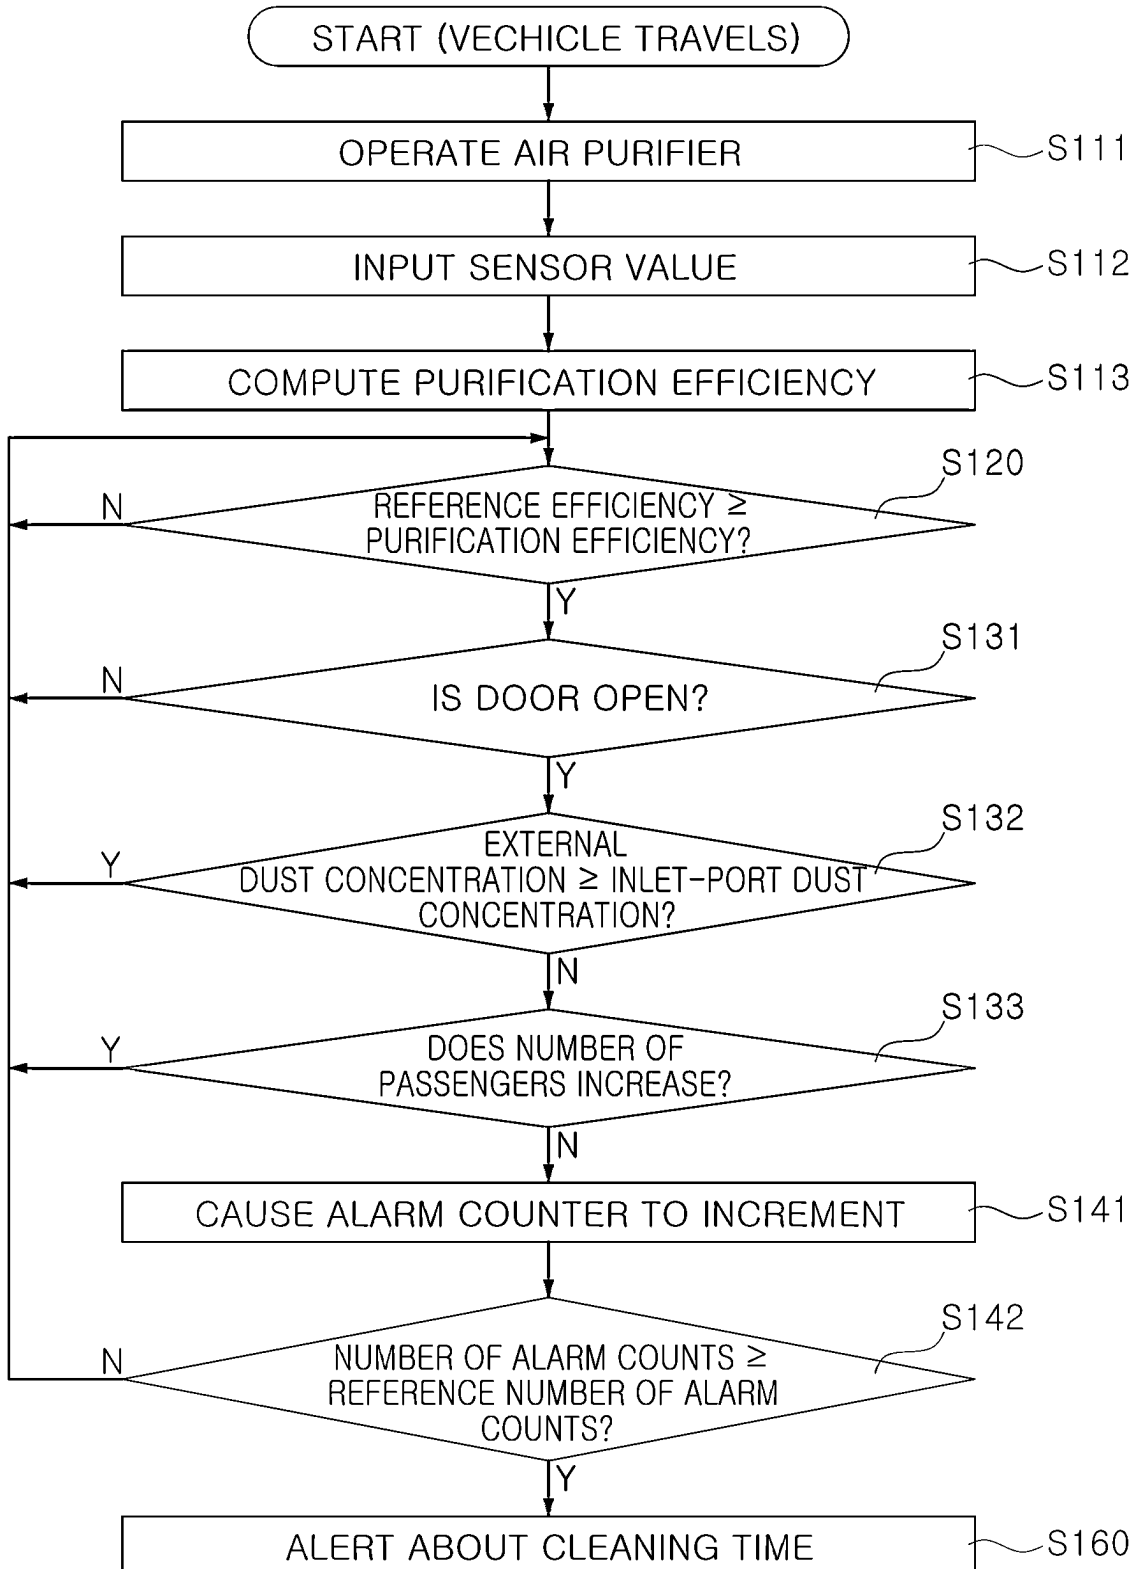 START (VECHICLE TRAVELS)
OPERATE AIR PURIFIER
S111
INPUT SENSOR VALUE
S112
COMPUTE PURIFICATION EFFICIENCY
S113
S120
N
REFERENCE EFFICIENCY ≥
PURIFICATION EFFICIENCY?
Y
S131
N
IS DOOR OPEN?
Y
S132
Y
EXTERNAL
DUST CONCENTRATION ≥ INLET-PORT DUST
CONCENTRATION?
N
S133
Y
DOES NUMBER OF
PASSENGERS INCREASE?
N
CAUSE ALARM COUNTER TO INCREMENT
S141
S142
N
NUMBER OF ALARM COUNTS ≥
REFERENCE NUMBER OF ALARM
COUNTS?
Y
ALERT ABOUT CLEANING TIME
S160